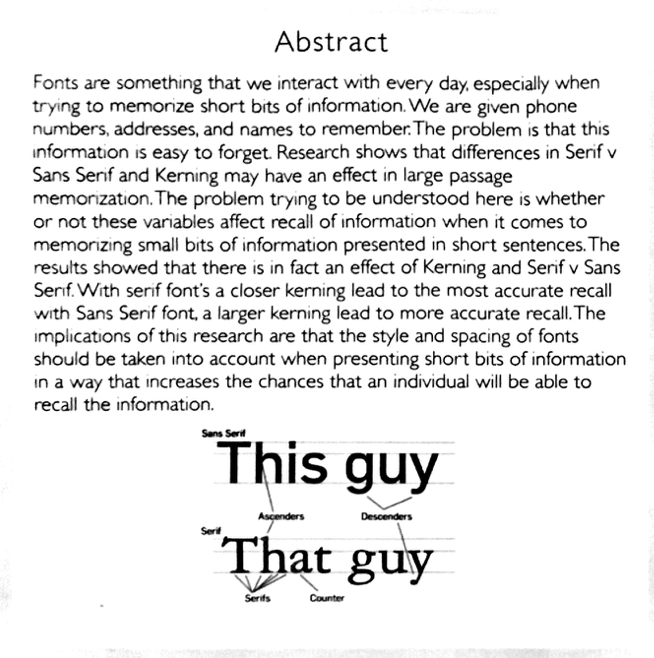 Abstract
Fonts are something that we interact with every day, especially when
trying to memorize short bits of information. We are given phone
numbers, addresses, and names to remember. The problem is that this
information is easy to forget. Research shows that differences in Serif v
Sans Serif and Kerning may have an effect in large passage
memorization. The problem trying to be understood here is whether
or not these variables affect recall of information when it comes to
memorizing small bits of information presented in short sentences. The
results showed that there is in fact an effect of Kerning and Serif v Sans
Serif. With serif font's a closer kerning lead to the most accurate recall
with Sans Serif font, a larger kerning lead to more accurate recall. The
implications of this research are that the style and spacing of fonts
should be taken into account when presenting short bits of information
in a way that increases the chances that an individual will be able to
recall the information.
Sans Serif
This guy
Ascenders Descenders
Serif
That guy
Serifs Counter